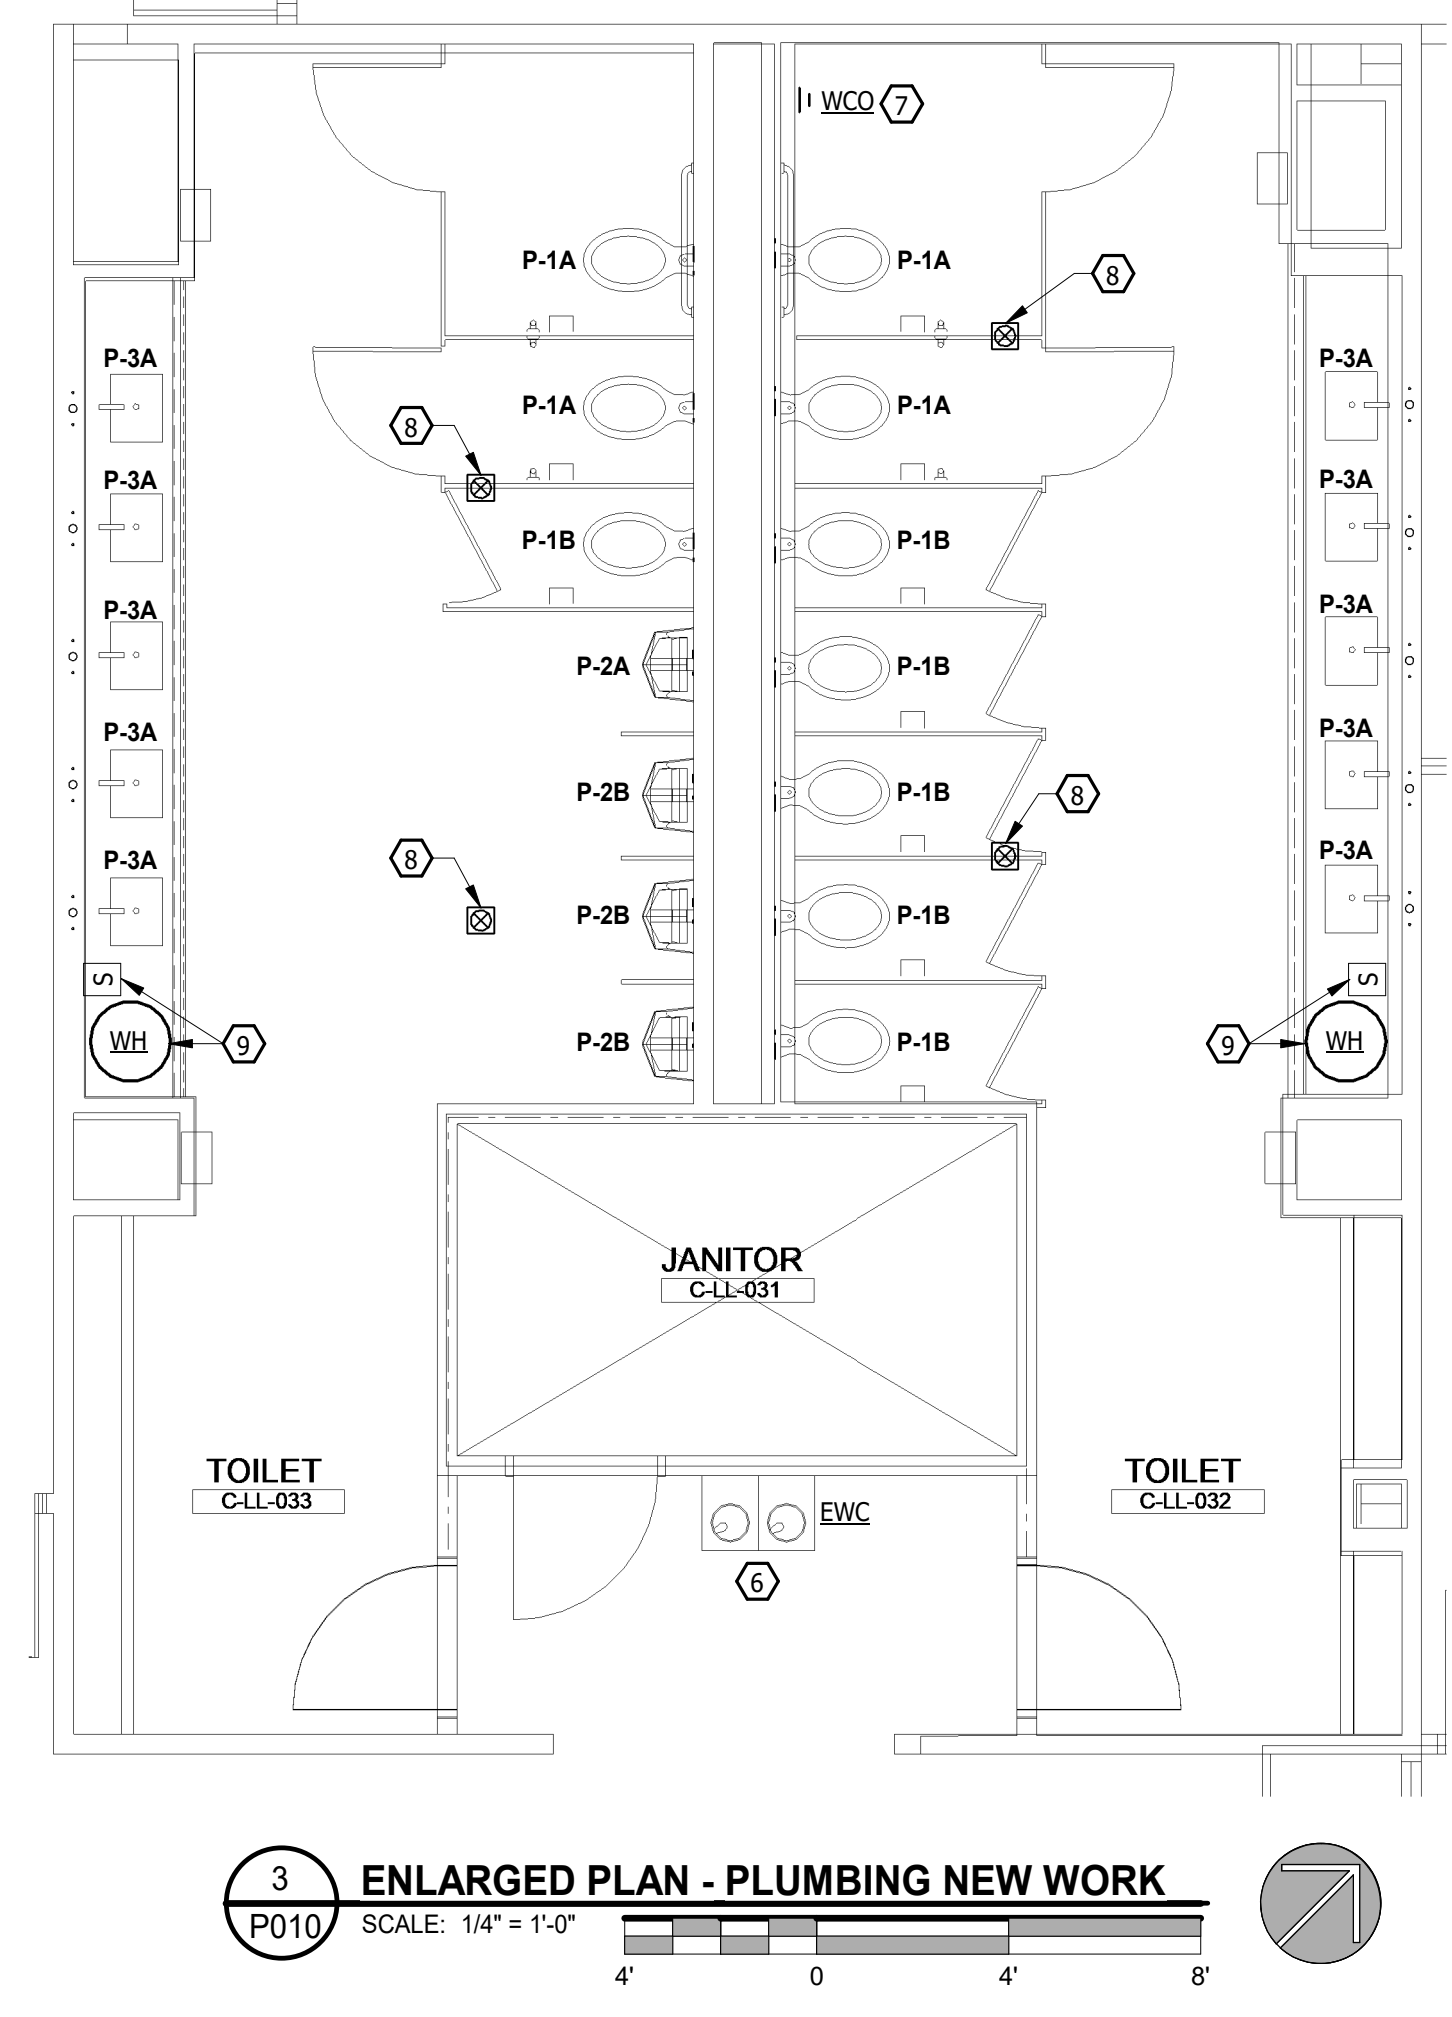 WCO 7
P-1A P-1A
8
P-3A P-3A
P-1A P-1A
8
P-3A P-3A
P-1B P-1B
P-3A P-3A
P-2A P-1B
P-3A P-3A
P-2B P-1B
8
P-3A P-3A
8
P-2B P-1B
S S
WH 9 P-2B P-1B 9 WH
JANITOR
C-LL-031
TOILET TOILET
C-LL-033 C-LL-032
EWC
6
3
P010
ENLARGED PLAN - PLUMBING NEW WORK
SCALE: 1/4" = 1'-0"
4' 0 4' 8'